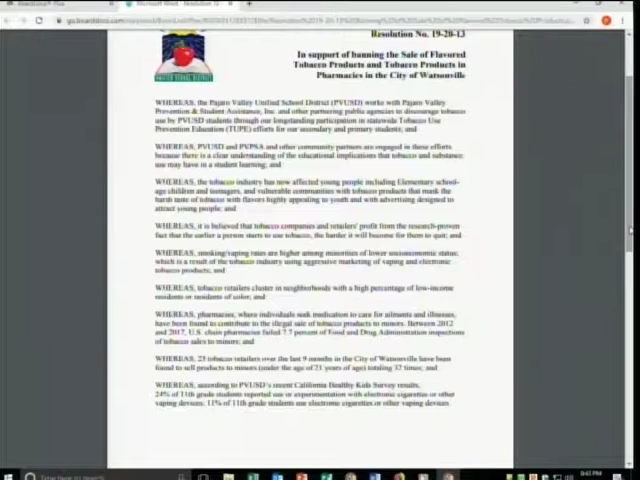 BoardDocs® Plus
Microsoft Word - Resolution
go.boarddocs.com
Resolution No. 19-20-13
In support of banning the Sale of Flavored
Tobacco Products and Tobacco Products in
Pharmacies in the City of Watsonville
WHEREAS, the Pajaro Valley Unified School District (PVUSD) works with Pajaro Valley
Prevention & Student Assistance, Inc. and other partnering public agencies to discourage tobacco
use by PVUSD students through our longstanding participation in statewide Tobacco Use
Prevention Education (TUPE) efforts for our secondary and primary students; and
WHEREAS, PVUSD and PVPSA and other community partners are engaged in these efforts
because there is a clear understanding of the educational implications that tobacco and substance
use may have in a student learning; and
WHEREAS, the tobacco industry has now affected young people including Elementary school-
age children and teenagers, and vulnerable communities with tobacco products that mask the
harsh taste of tobacco with flavors highly appealing to youth and with advertising designed to
attract young people; and
WHEREAS, it is believed that tobacco companies and retailers' profit from the research-proven
fact that the earlier a person starts to use tobacco, the harder it will become for them to quit; and
WHEREAS, smoking/vaping rates are higher among minorities of lower socioeconomic status,
which is a result of the tobacco industry using aggressive marketing of vaping and electronic
tobacco products; and
WHEREAS, tobacco retailers cluster in neighborhoods with a high percentage of low-income
residents or residents of color; and
WHEREAS, pharmacies, where individuals seek medication to care for ailments and illnesses,
have been found to contribute to the illegal sale of tobacco products to minors. Between 2012
and 2017, U.S. chain pharmacies failed 7.7 percent of Food and Drug Administration inspections
of tobacco sales to minors; and
WHEREAS, 23 tobacco retailers over the last 9 months in the City of Watsonville have been
found to sell products to minors (under the age of 21 years of age) totaling 32 times; and
WHEREAS, according to PVUSD's recent California Healthy Kids Survey results,
24% of 11th grade students reported use or experimentation with electronic cigarettes or other
vaping devices; 11% of 11th grade students use electronic cigarettes or other vaping devices
Type here to search
8:45 PM